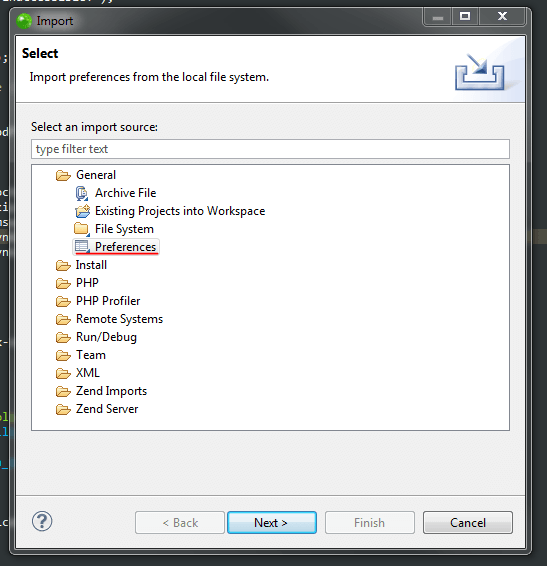 Import
Select
Import preferences from the local file system.
Select an import source:
type filter text
General
Archive File
Existing Projects into Workspace
File System
Preferences
Install
PHP
PHP Profiler
Remote Systems
Run/Debug
Team
XML
Zend Imports
Zend Server
< Back
Next >
Finish
Cancel